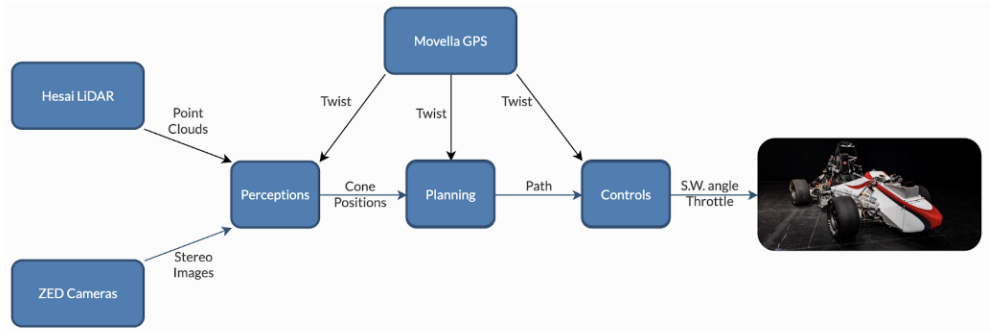 Movella GPS
Hesai LiDAR
Point
Clouds
Twist
Twist
Twist
Perceptions
Cone
Positions
Planning
Path
Controls
S.W. angle
Throttle
Stereo
Images
ZED Cameras